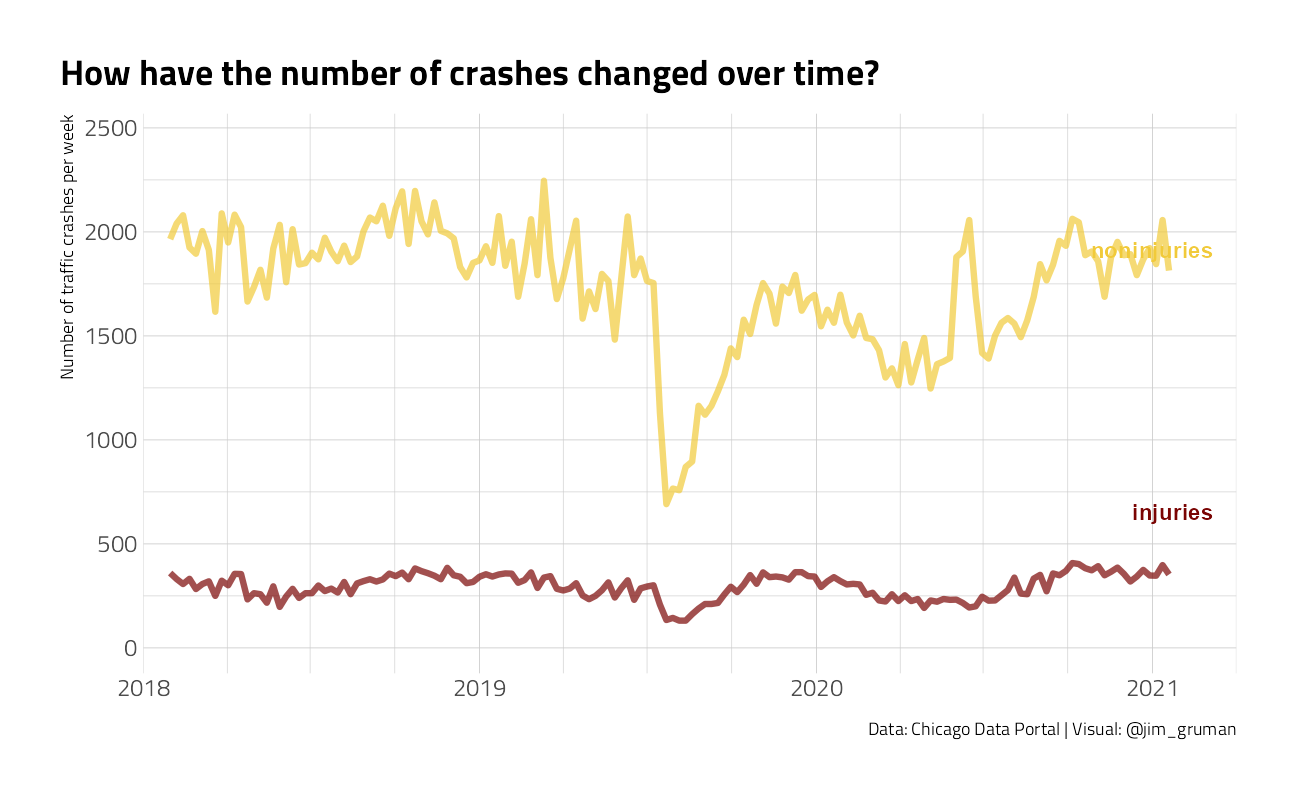 How have the number of crashes changed over time?
Number of traffic crashes per week
2500
2000
1500
1000
500
0
noninjuries
injuries
2018
2019
2020
2021
Data: Chicago Data Portal | Visual: @jim_gruman